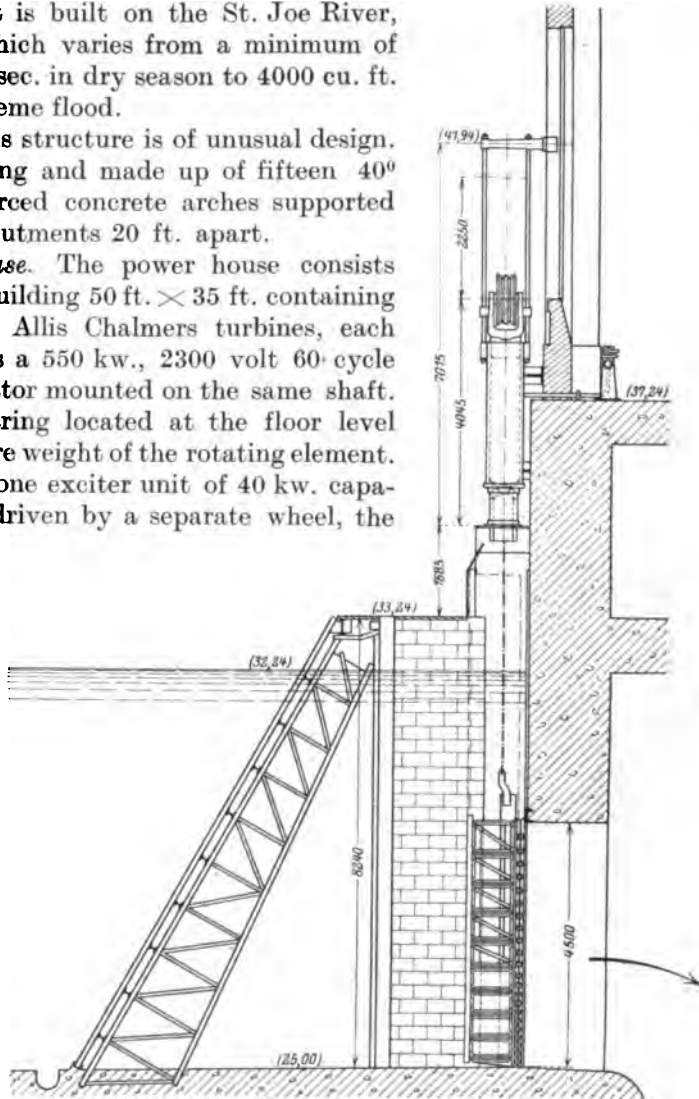 t is built on the St. Joe River,
hich varies from a minimum of
sec. in dry season to 4000 cu. ft.
eme flood.
s structure is of unusual design.
ng and made up of fifteen 40º
rced concrete arches supported
utments 20 ft. apart.
se. The power house consists
uilding 50 ft. × 35 ft. containing
Allis Chalmers turbines, each
s a 550 kw., 2300 volt 60 cycle
tor mounted on the same shaft.
ring located at the floor level
re weight of the rotating element.
one exciter unit of 40 kw. capa-
driven by a separate wheel, the
(41,94)
2250
7015
4045
(37,24)
1685
(33,24)
(32,24)
8240
4500
(25,00)